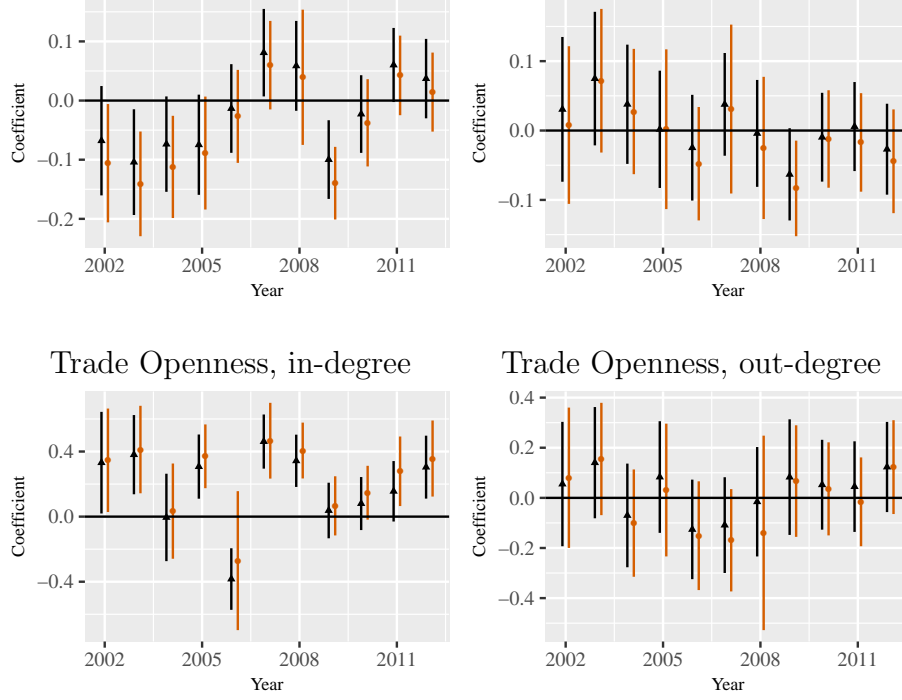 0.1
0.0
−0.1
−0.2
Coefficient
2002 2005 2008 2011
Year
0.1
0.0
−0.1
Coefficient
2002 2005 2008 2011
Year
Trade Openness, in-degree
0.4
0.0
−0.4
Coefficient
2002 2005 2008 2011
Year
Trade Openness, out-degree
0.4
0.2
0.0
−0.2
−0.4
Coefficient
2002 2005 2008 2011
Year